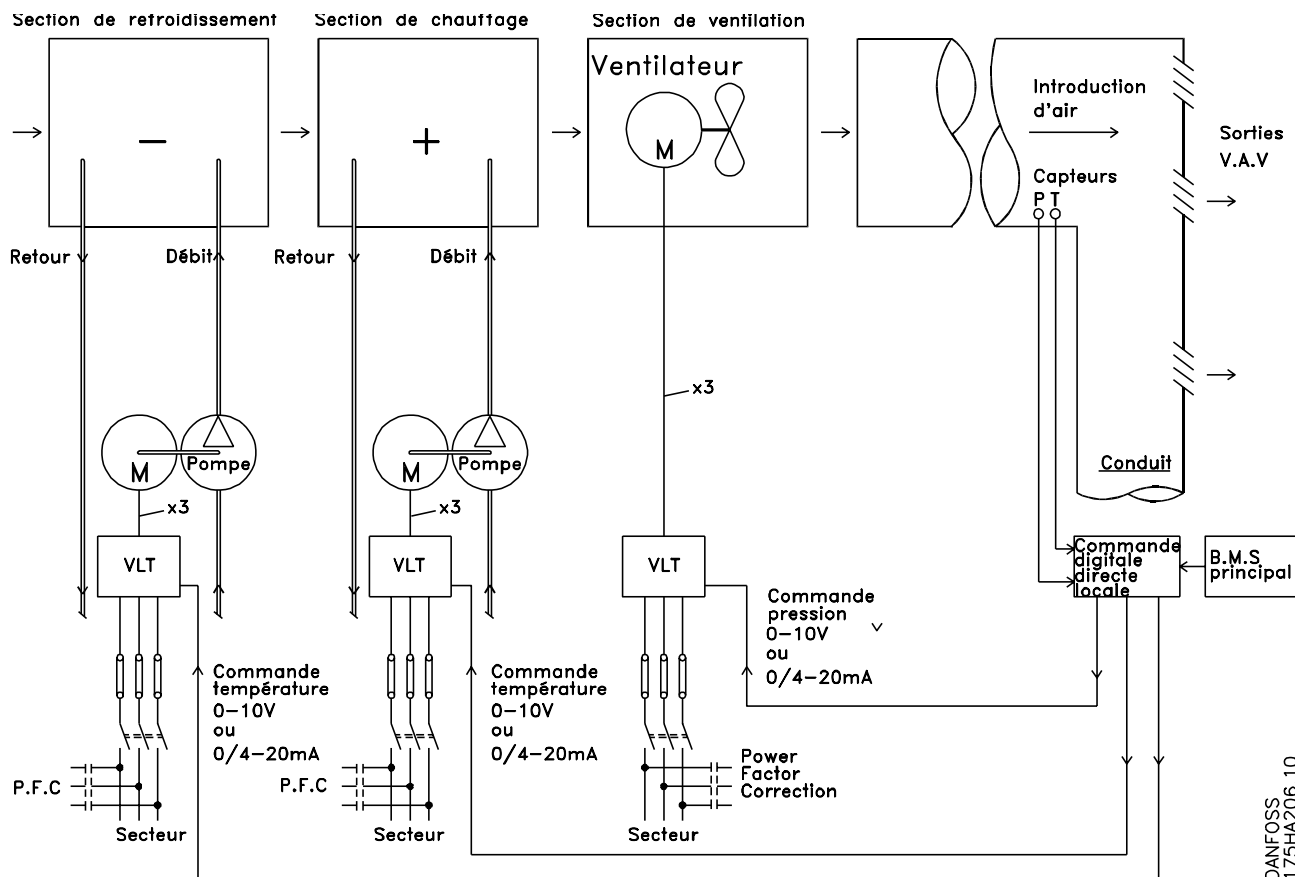 Section de refroidissement
Section de chauffage
Section de ventilation
Ventilateur
M
−
+
Introduction
d'air
Sorties
V.A.V
Capteurs
P T
Retour
Débit
Retour
Débit
x3
Conduit
M
Pompe
M
Pompe
x3
x3
VLT
VLT
VLT
Commande
digitale
directe
locale
B.M.S
principal
Commande
pression
0−10V
ou
0/4−20mA
Commande
température
0−10V
ou
0/4−20mA
Commande
température
0−10V
ou
0/4−20mA
P.F.C
P.F.C
Power
Factor
Correction
Secteur
Secteur
Secteur
DANFOSS
175HA206.10